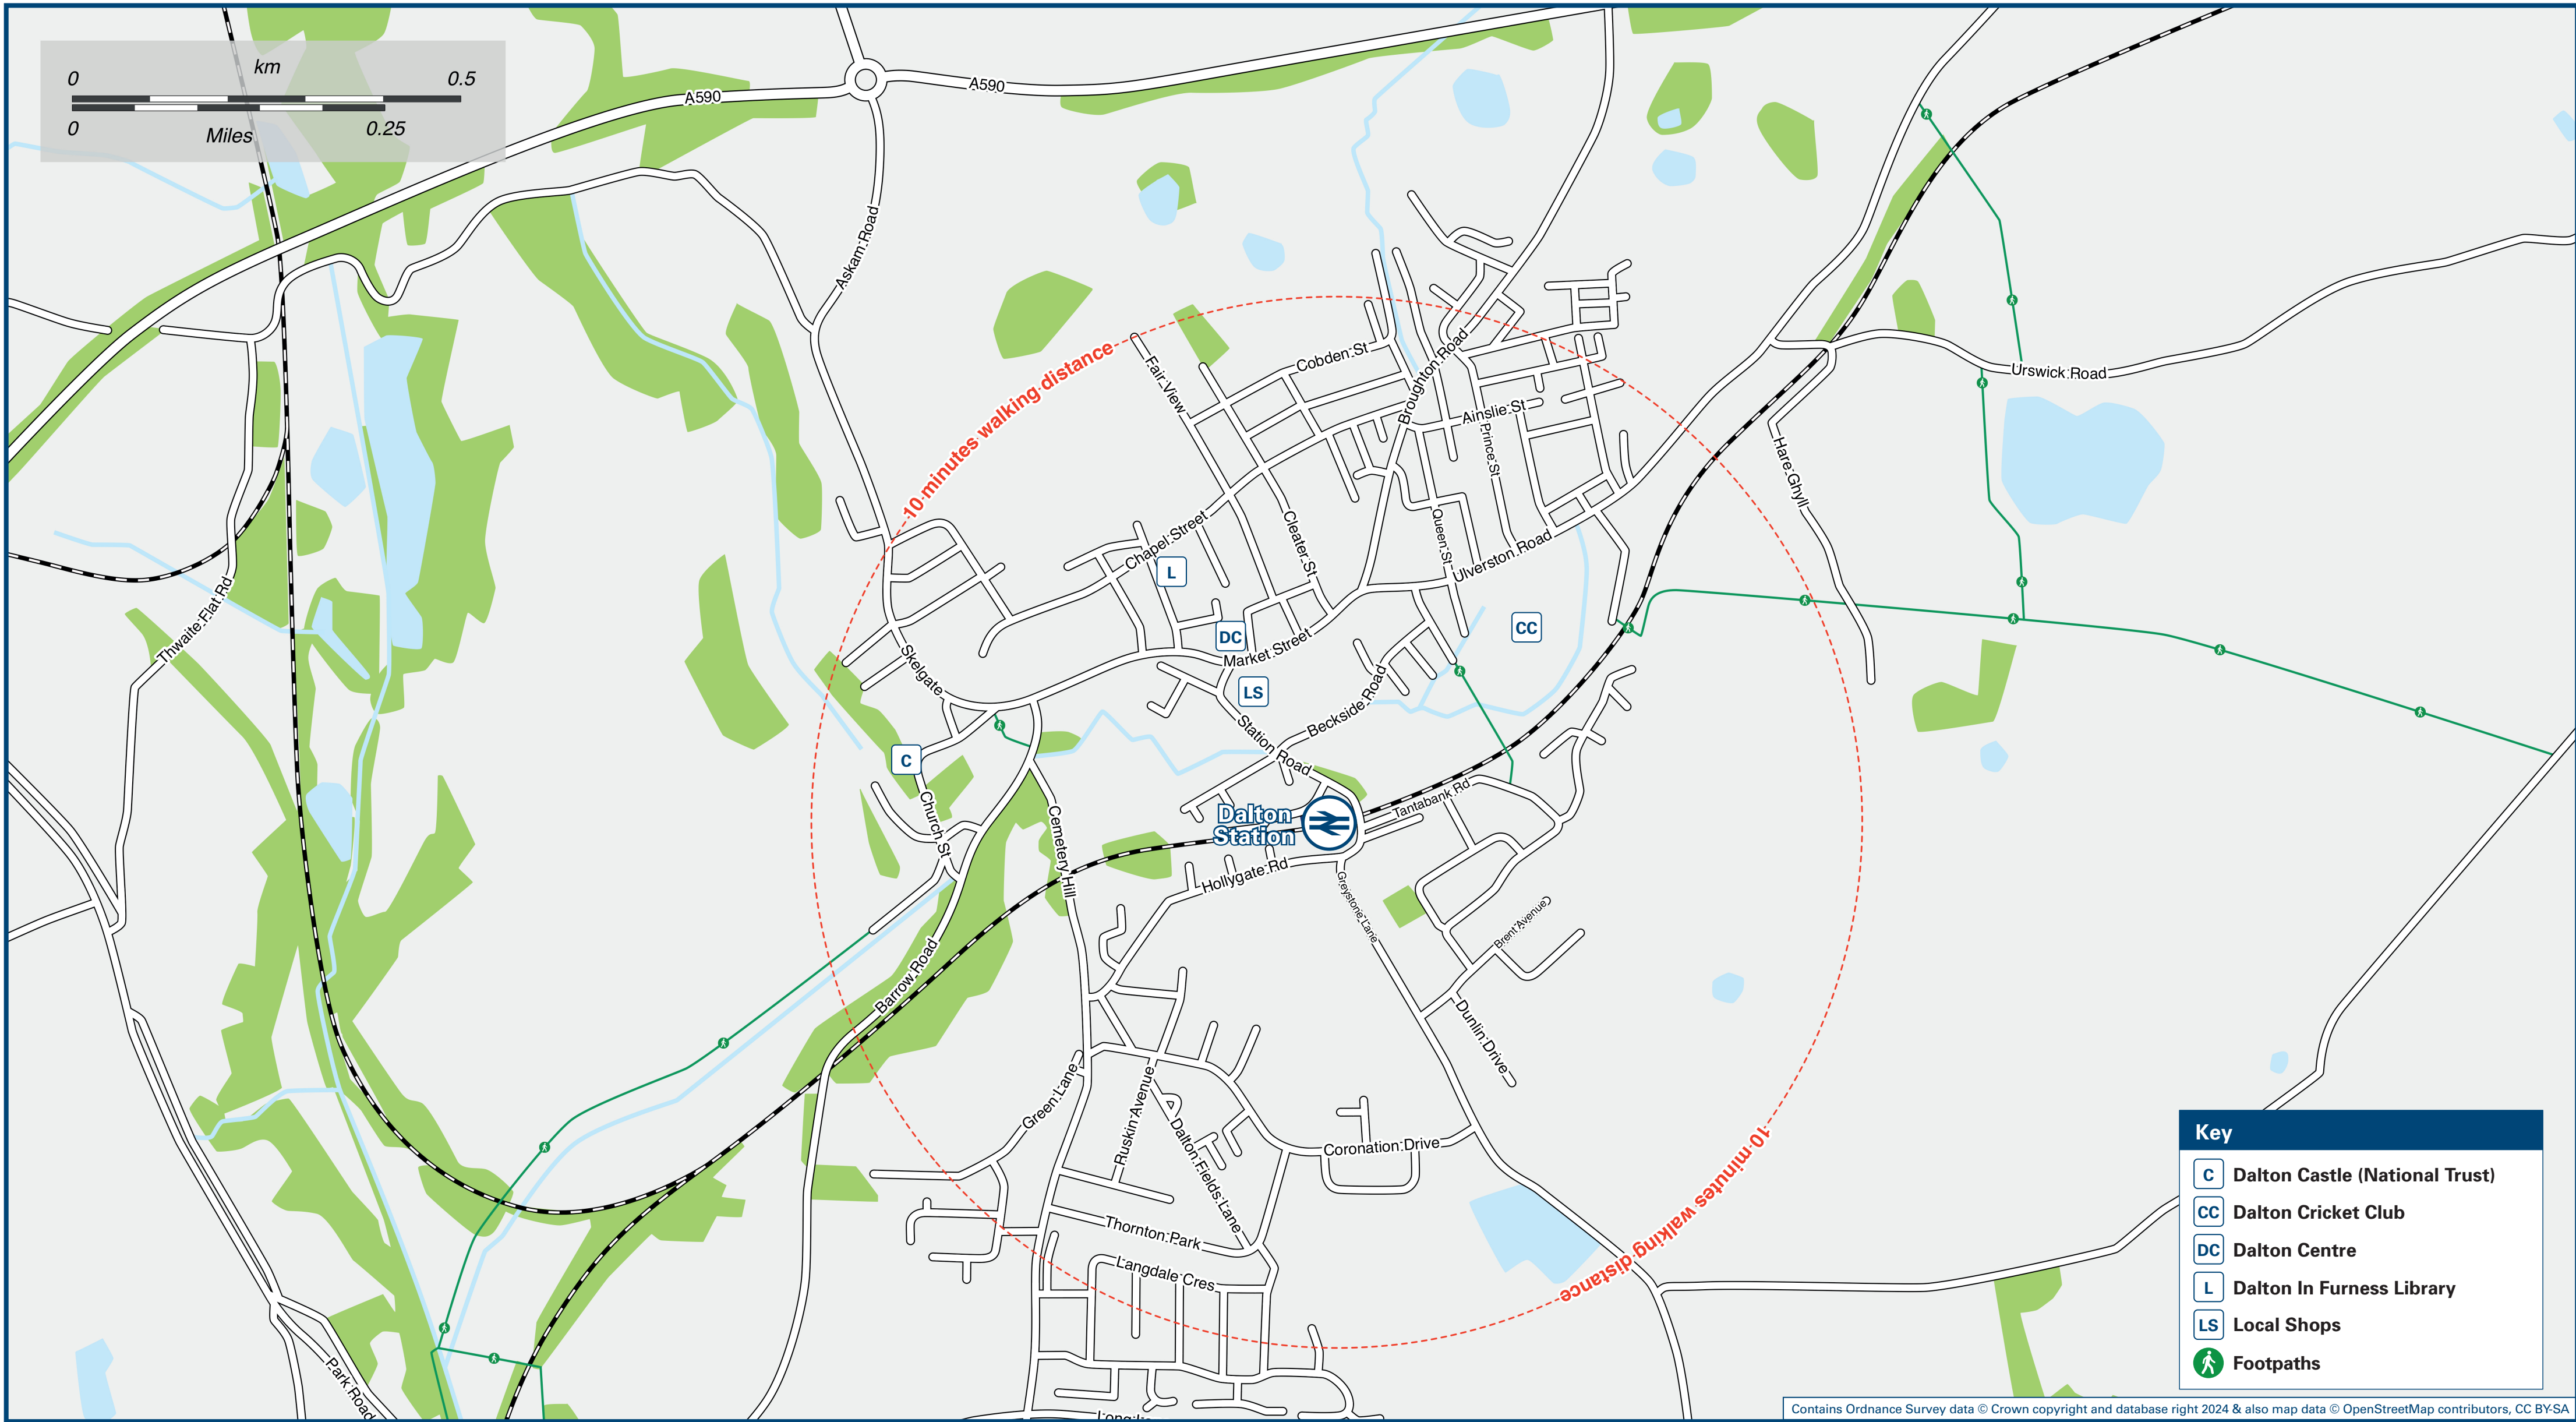 km
0
0.5
0
Miles
0.25
A590
A590
Askam Road
10 minutes walking distance
Fair View
Cobden St
Broughton Road
Ainslie St
Prince St
Urswick Road
Hare Ghyll
Chapel Street
Cleater St
Queen St
Ulverston Road
L
Thwaite Flat Rd
DC
CC
Market Street
Skelgate
LS
Beckside Road
Station Road
C
Church St
Cemetery Hill
Dalton
Station
Tantabank Rd
Hollygate Rd
Greystone Lane
Brent Avenue
Barrow Road
Dunlin Drive
Green Lane
Ruskin Avenue
Dalton Fields Lane
Coronation Drive
10 minutes walking distance
Thornton Park
Langdale Cres
Park Road
Key
C Dalton Castle (National Trust)
CC Dalton Cricket Club
DC Dalton Centre
L Dalton In Furness Library
LS Local Shops
Footpaths
Contains Ordnance Survey data © Crown copyright and database right 2024 & also map data © OpenStreetMap contributors, CC BY-SA